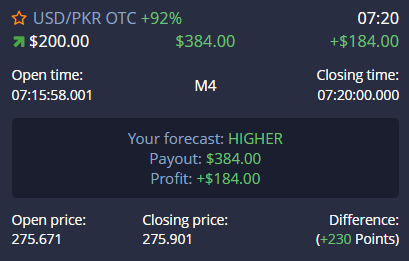 USD/PKR OTC +92% 07:20
$200.00 $384.00 +$184.00
Open time: Closing time:
07:15:58.001 M4 07:20:00.000
Your forecast: HIGHER
Payout: $384.00
Profit: +$184.00
Open price: Closing price: Difference:
275.671 275.901 (+230 Points)